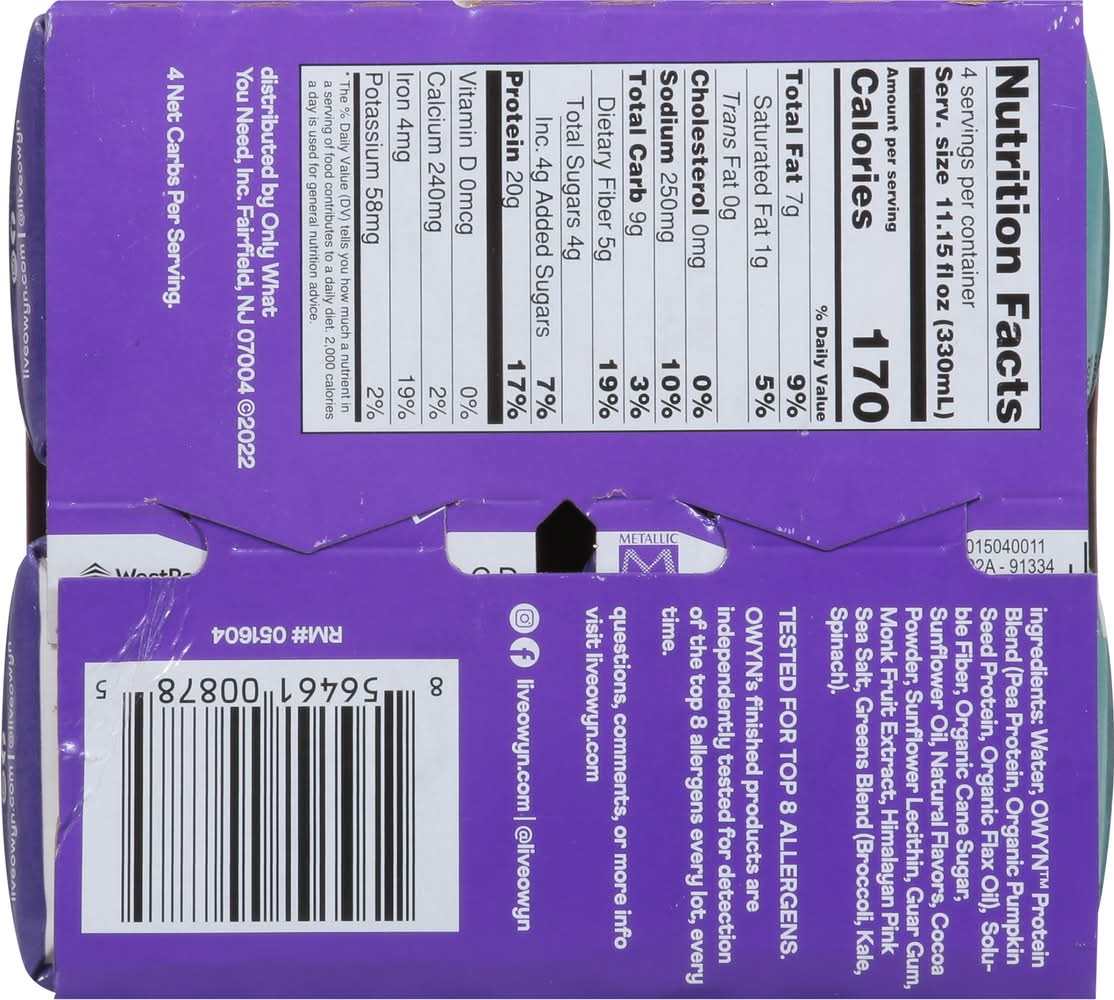 Nutrition Facts
4 servings per container
Serv. size 11.15 fl oz (330mL)
Amount per serving
Calories 170
% Daily Value
Total Fat 7g 9%
Saturated Fat 1g 5%
Trans Fat 0g
Cholesterol 0mg 0%
Sodium 250mg 10%
Total Carb 9g 3%
Dietary Fiber 5g 19%
Total Sugars 4g
Inc. 4g Added Sugars 7%
Protein 20g 17%
Vitamin D 0mcg 0%
Calcium 240mg 2%
Iron 4mg 19%
Potassium 58mg 2%
* The % Daily Value (DV) tells you how much a nutrient in
a serving of food contributes to a daily diet. 2,000 calories
a day is used for general nutrition advice.
distributed by Only What
You Need, Inc. Fairfield, NJ 07004 ©2022
4 Net Carbs Per Serving.
ingredients: Water, OWYN™ Protein
Blend (Pea Protein, Organic Pumpkin
Seed Protein, Organic Flax Oil), Solu-
ble Fiber, Organic Cane Sugar,
Sunflower Oil, Natural Flavors, Cocoa
Powder, Sunflower Lecithin, Guar Gum,
Monk Fruit Extract, Himalayan Pink
Sea Salt, Greens Blend (Broccoli, Kale,
Spinach).
TESTED FOR TOP 8 ALLERGENS.
OWYN's finished products are
independently tested for detection
of the top 8 allergens every lot, every
time.
questions, comments, or more info
visit liveowyn.com
liveowyn.com | @liveowyn
RM# 051604
8 56461 00878 5
METALLIC
015040011
02A - 91334
liveowyn.com | @liveowyn
liveowyn.com | @liveowyn